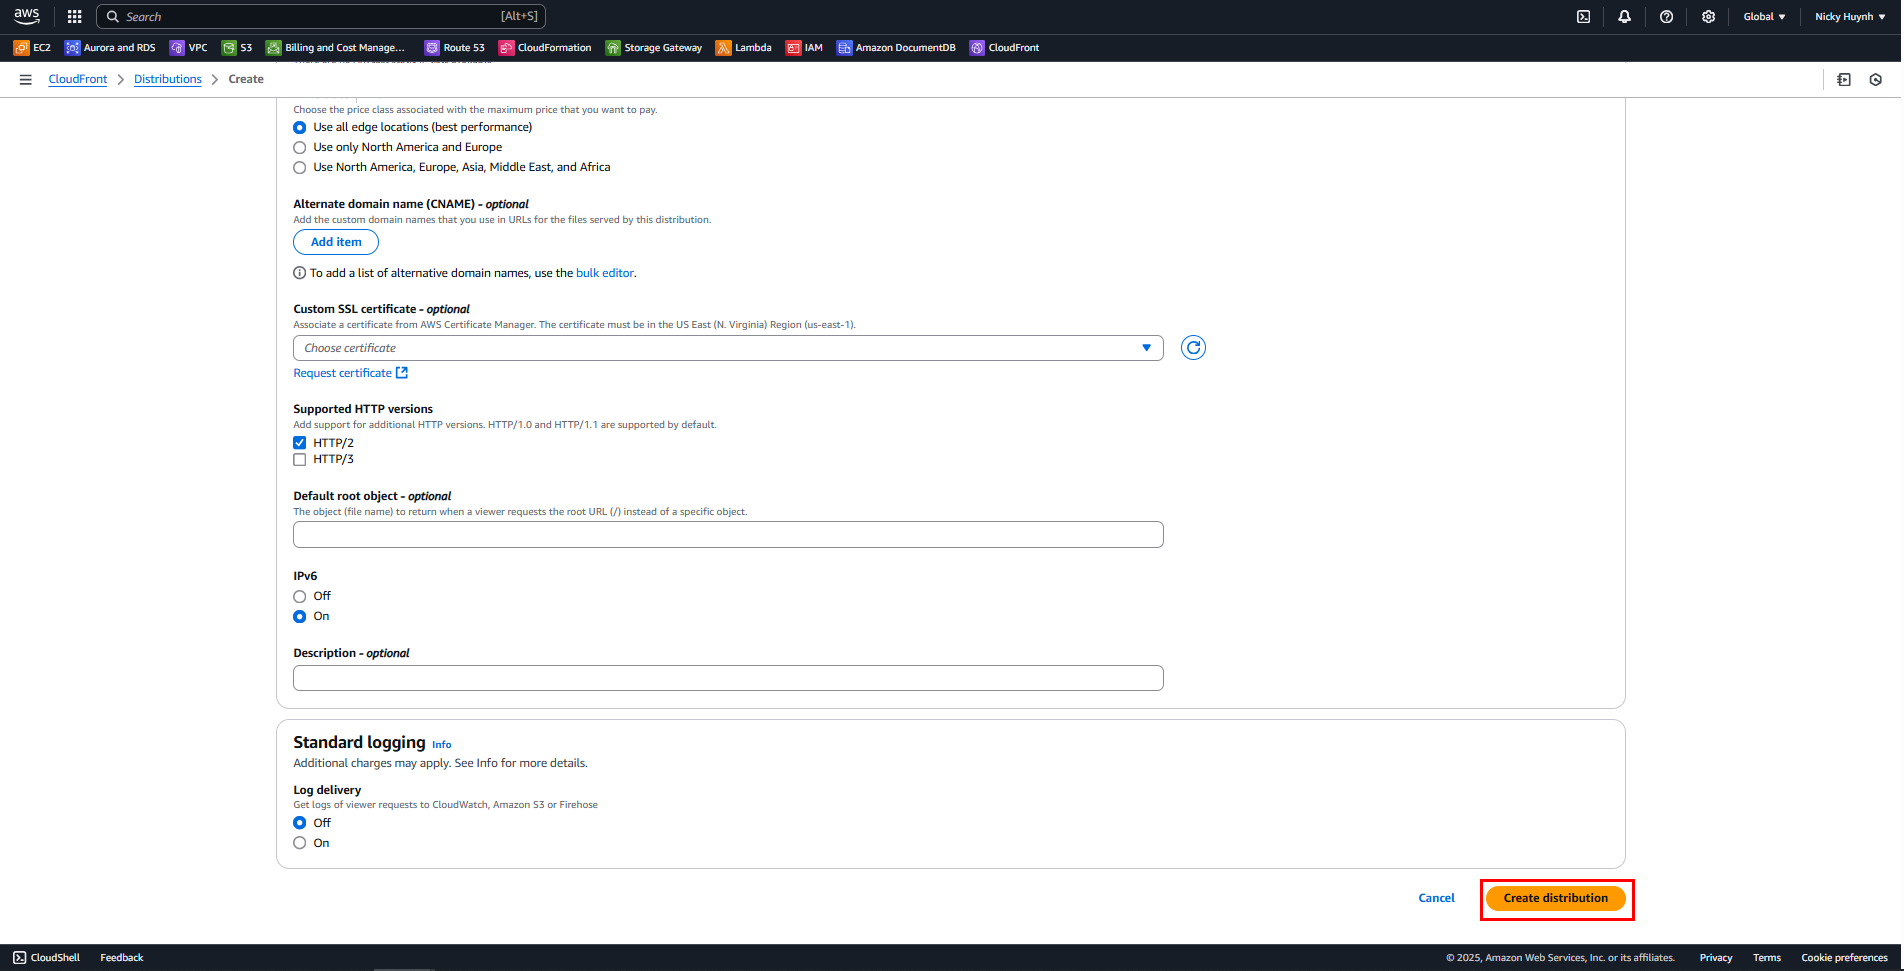 aws
Search
[Alt+S]
Global
Nicky Huynh
EC2
Aurora and RDS
VPC
S3
Billing and Cost Manage...
Route 53
CloudFormation
Storage Gateway
Lambda
IAM
Amazon DocumentDB
CloudFront
CloudFront
Distributions
Create
Choose the price class associated with the maximum price that you want to pay.
Use all edge locations (best performance)
Use only North America and Europe
Use North America, Europe, Asia, Middle East, and Africa
Alternate domain name (CNAME) - optional
Add the custom domain names that you use in URLs for the files served by this distribution.
Add item
To add a list of alternative domain names, use the bulk editor.
Custom SSL certificate - optional
Associate a certificate from AWS Certificate Manager. The certificate must be in the US East (N. Virginia) Region (us-east-1).
Choose certificate
Request certificate
Supported HTTP versions
Add support for additional HTTP versions. HTTP/1.0 and HTTP/1.1 are supported by default.
HTTP/2
HTTP/3
Default root object - optional
The object (file name) to return when a viewer requests the root URL (/) instead of a specific object.
IPv6
Off
On
Description - optional
Standard logging Info
Additional charges may apply. See Info for more details.
Log delivery
Get logs of viewer requests to CloudWatch, Amazon S3 or Firehose
Off
On
Cancel
Create distribution
CloudShell
Feedback
© 2025, Amazon Web Services, Inc. or its affiliates.
Privacy
Terms
Cookie preferences